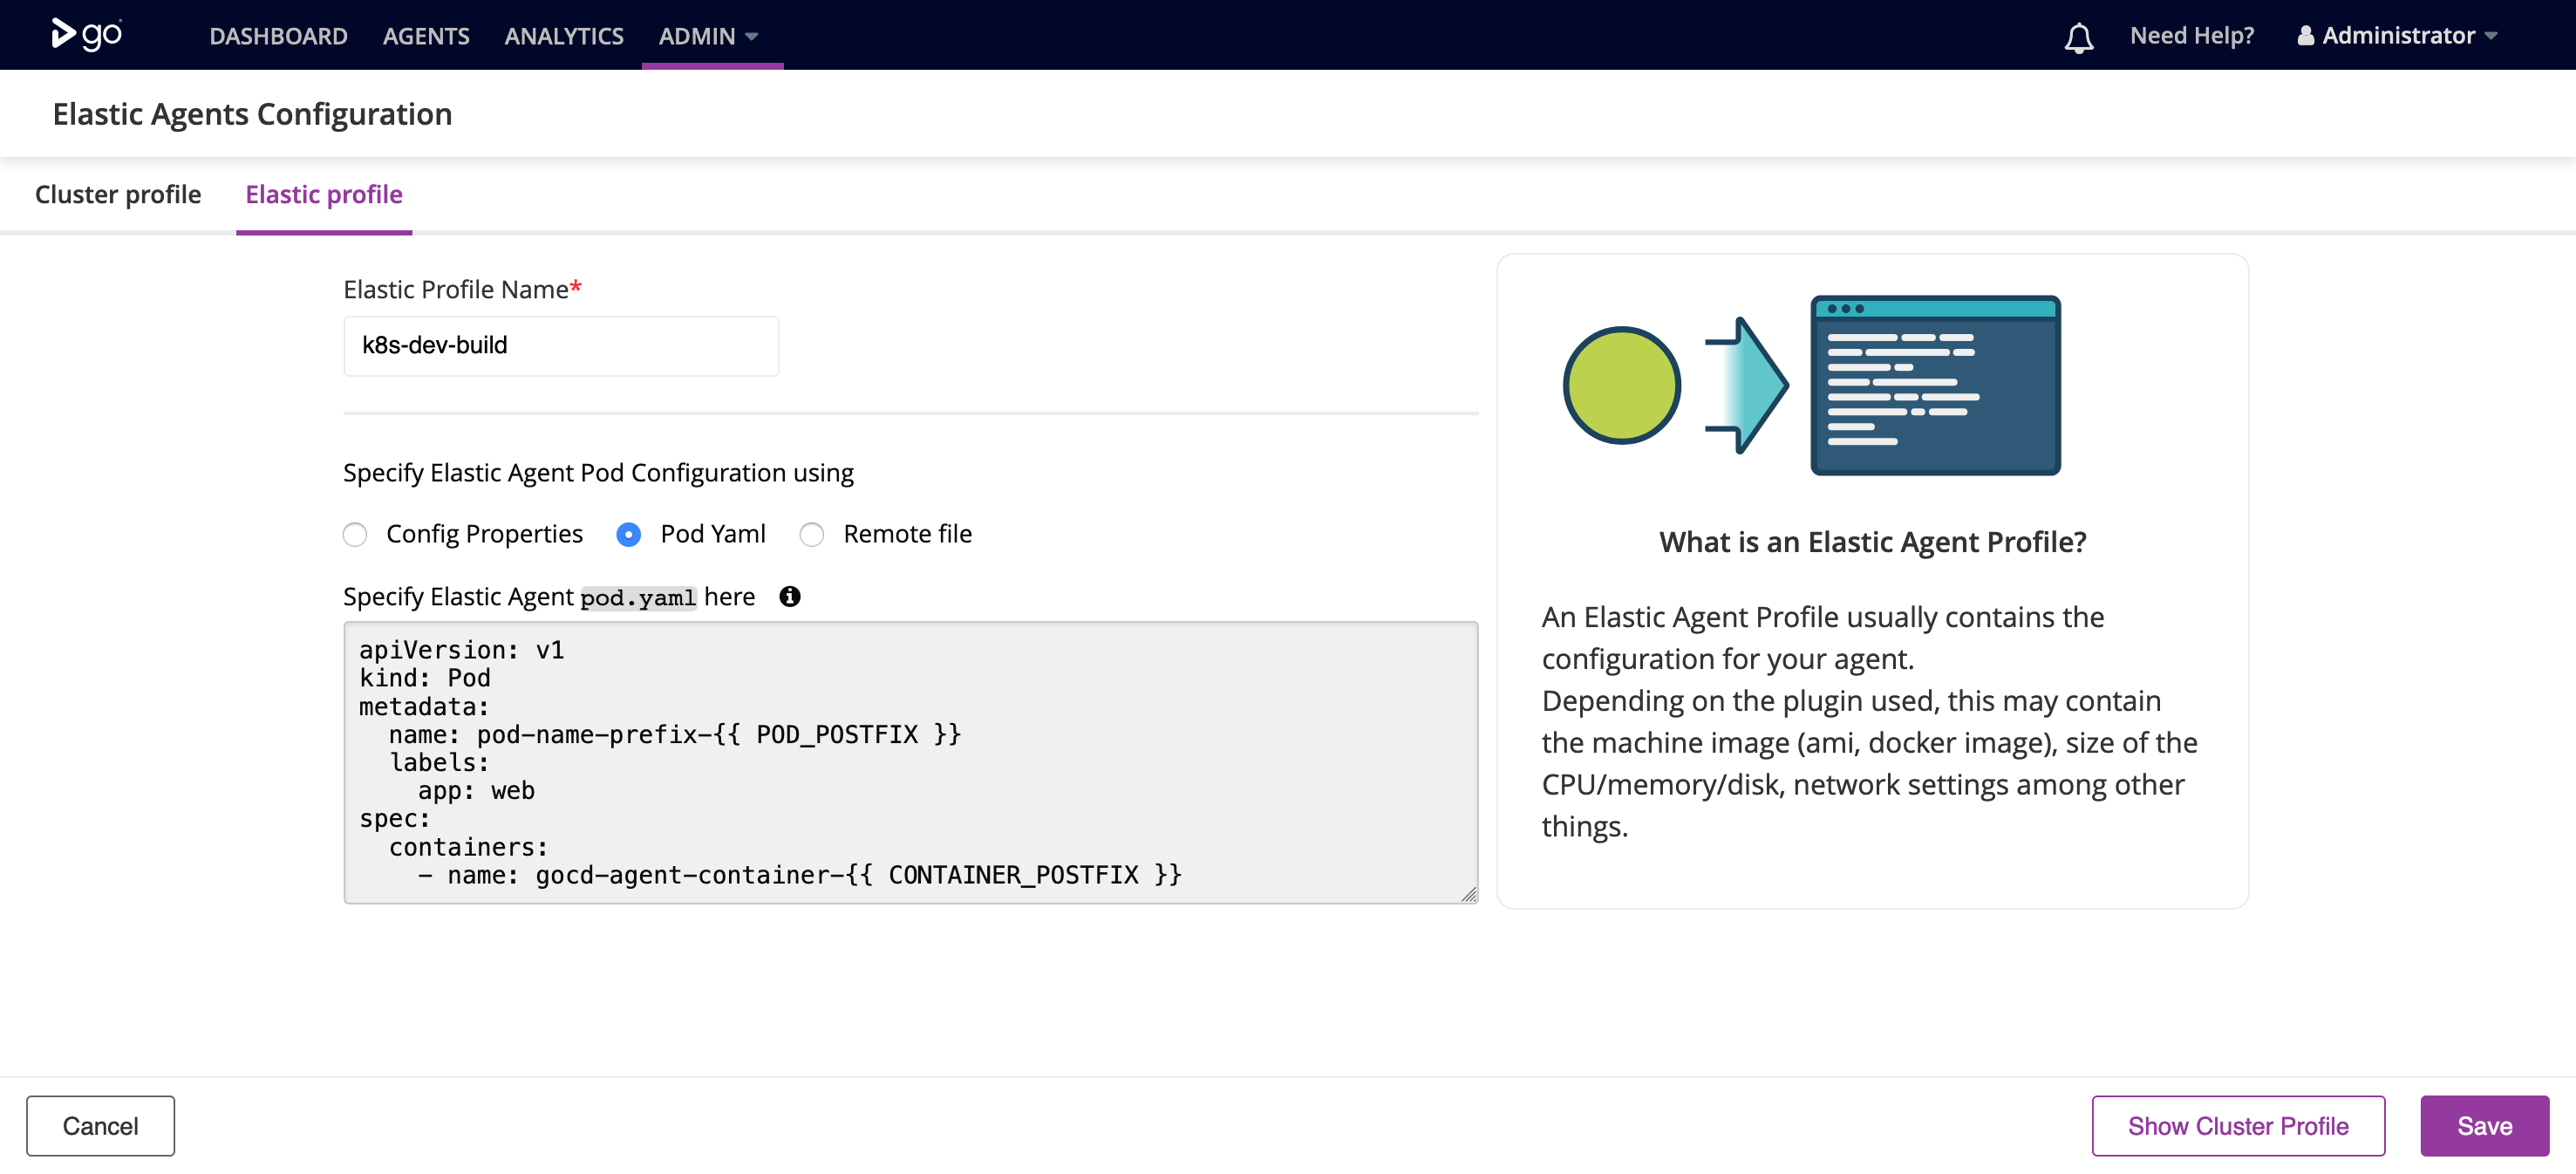 go
DASHBOARD AGENTS ANALYTICS ADMIN
Need Help? Administrator
Elastic Agents Configuration
Cluster profile Elastic profile
Elastic Profile Name*
k8s-dev-build
Specify Elastic Agent Pod Configuration using
Config Properties Pod Yaml Remote file
Specify Elastic Agent pod.yaml here
apiVersion: v1
kind: Pod
metadata:
  name: pod-name-prefix-{{ POD_POSTFIX }}
  labels:
    app: web
spec:
  containers:
    - name: gocd-agent-container-{{ CONTAINER_POSTFIX }}
What is an Elastic Agent Profile?
An Elastic Agent Profile usually contains the
configuration for your agent.
Depending on the plugin used, this may contain
the machine image (ami, docker image), size of the
CPU/memory/disk, network settings among other
things.
Cancel
Show Cluster Profile
Save